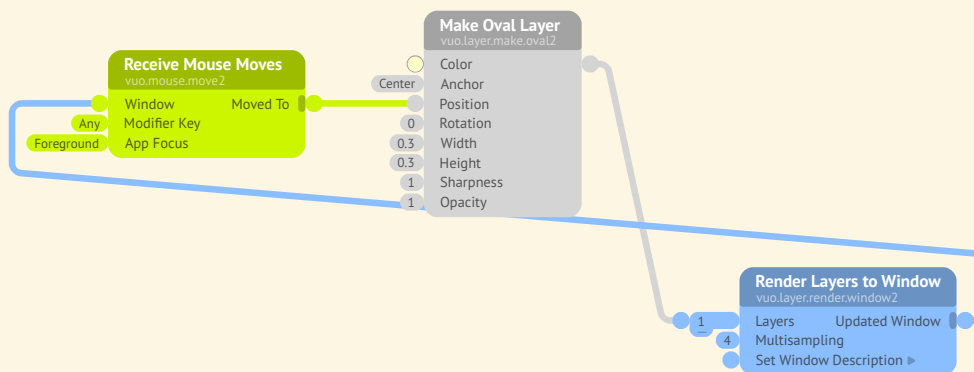 Receive Mouse Moves
vuo.mouse.move2
Window Moved To
Any Modifier Key
Foreground App Focus
Make Oval Layer
vuo.layer.make.oval2
Color
Center Anchor
Position
0 Rotation
0.3 Width
0.3 Height
1 Sharpness
1 Opacity
Render Layers to Window
vuo.layer.render.window2
1 Layers Updated Window
4 Multisampling
Set Window Description